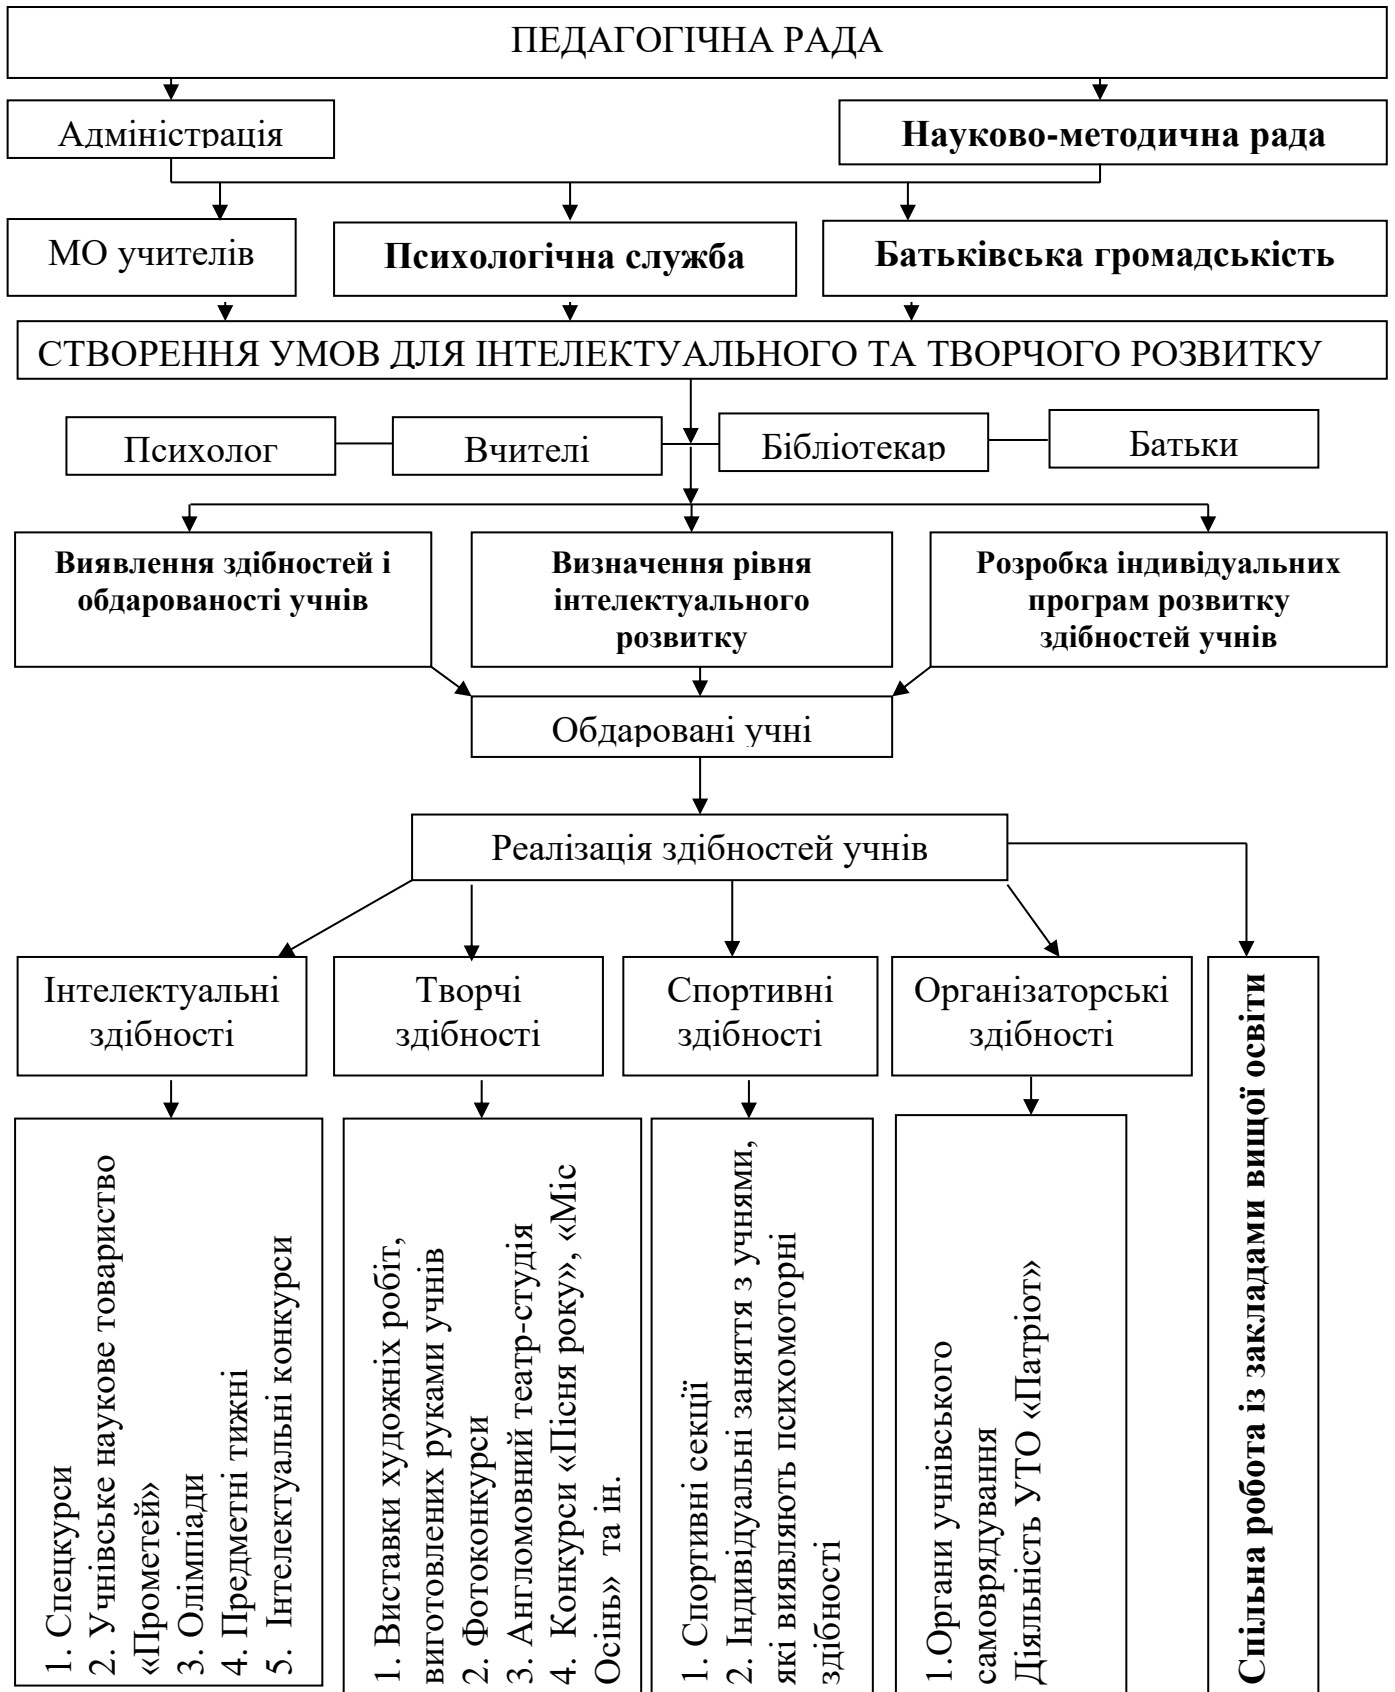 ПЕДАГОГІЧНА РАДА
Адміністрація
Науково-методична рада
МО учителів
Психологічна служба
Батьківська громадськість
СТВОРЕННЯ УМОВ ДЛЯ ІНТЕЛЕКТУАЛЬНОГО ТА ТВОРЧОГО РОЗВИТКУ
Психолог
Вчителі
Бібліотекар
Батьки
Виявлення здібностей і
обдарованості учнів
Визначення рівня
інтелектуального
розвитку
Розробка індивідуальних
програм розвитку
здібностей учнів
Обдаровані учні
Реалізація здібностей учнів
Інтелектуальні
здібності
Творчі
здібності
Спортивні
здібності
Організаторські
здібності
Спільна робота із закладами вищої освіти
1. Спецкурси
2. Учнівське наукове товариство
«Прометей»
3. Олімпіади
4. Предметні тижні
5. Інтелектуальні конкурси
1. Виставки художніх робіт,
виготовлених руками учнів
2. Фотоконкурси
3. Англомовний театр-студія
4. Конкурси «Пісня року», «Міс
Осінь» та ін.
1. Спортивні секції
2. Індивідуальні заняття з учнями,
які виявляють психомоторні
здібності
1.Органи учнівського
самоврядування
Діяльність УТО «Патріот»